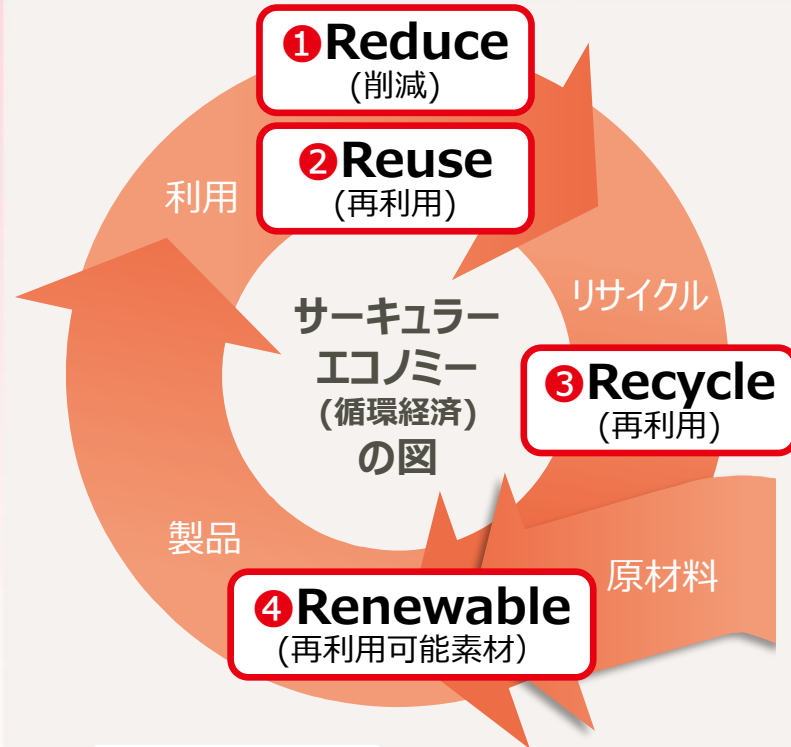 ❶Reduce
(削減)
❷Reuse
(再利用)
利用
リサイクル
サーキュラー
エコノミー
(循環経済)
の図
❸Recycle
(再利用)
製品
原材料
❹Renewable
(再利用可能素材）